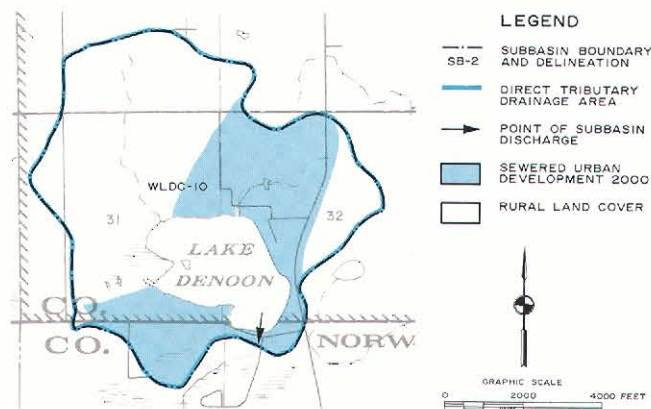 WLDC-10
31
32
LAKE
DENOON
CO.
CO.
NORW
LEGEND
SB-2
SUBBASIN BOUNDARY
AND DELINEATION
DIRECT TRIBUTARY
DRAINAGE AREA
POINT OF SUBBASIN
DISCHARGE
SEWERED URBAN
DEVELOPMENT 2000
RURAL LAND COVER
GRAPHIC SCALE
0 2000 4000 FEET